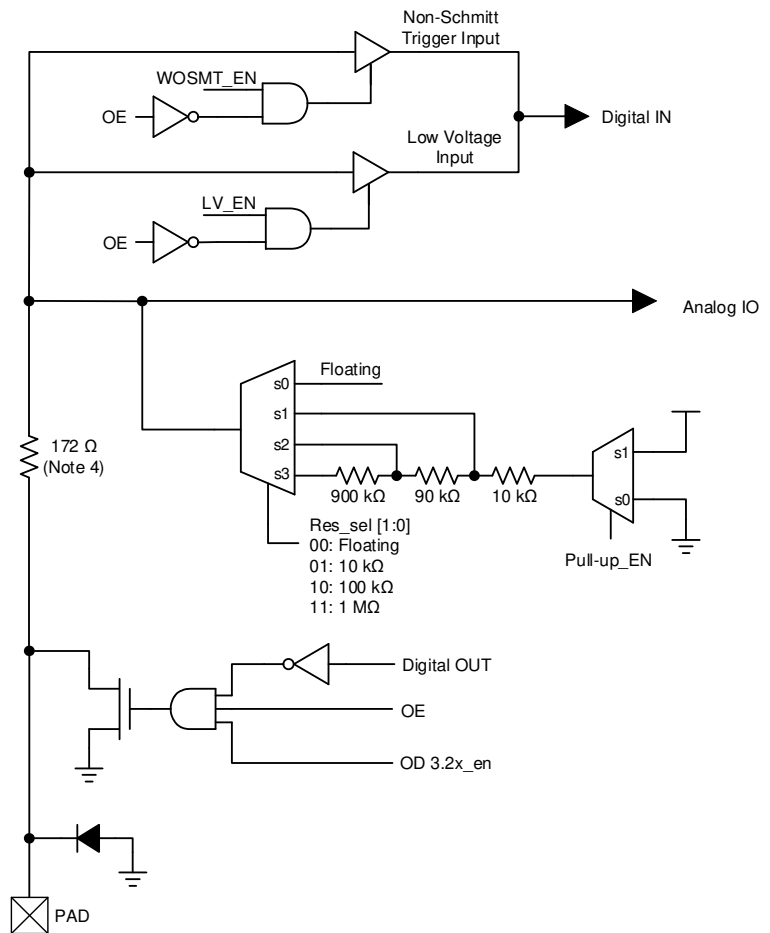 Non-Schmitt
Trigger Input
WOSMT_EN
OE
Digital IN
Low Voltage
Input
LV_EN
OE
Analog IO
Floating
s0
s1
s2
s3
172 Ω
(Note 4)
900 kΩ
90 kΩ
10 kΩ
s1
s0
Res_sel [1:0]
00: Floating
01: 10 kΩ
10: 100 kΩ
11: 1 MΩ
Pull-up_EN
Digital OUT
OE
OD 3.2x_en
PAD